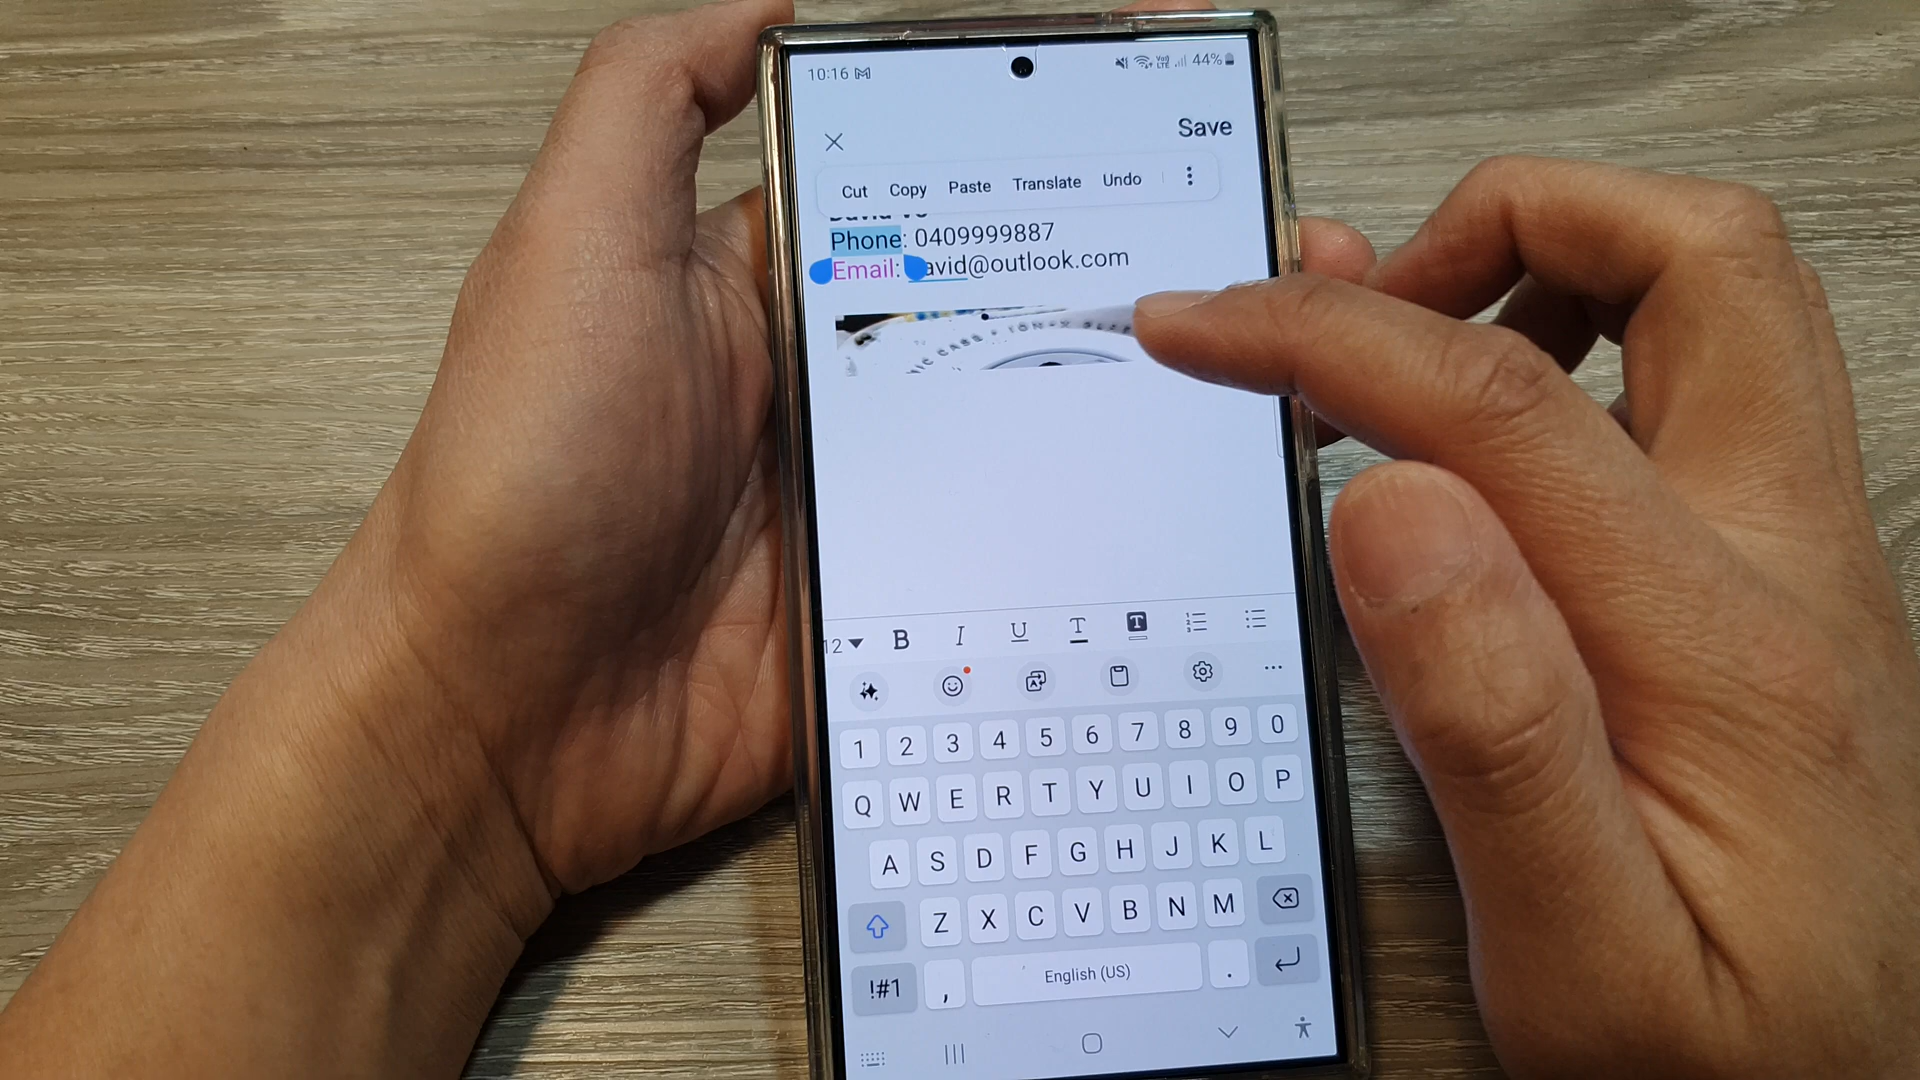 10:16 44%
Save
Cut Copy Paste Translate Undo
Phone: 0409999887
Email: david@outlook.com
12 B I U T T
1 2 3 4 5 6 7 8 9 0
Q W E R T Y U I O P
A S D F G H J K L
Z X C V B N M
!#1 , English (US) .